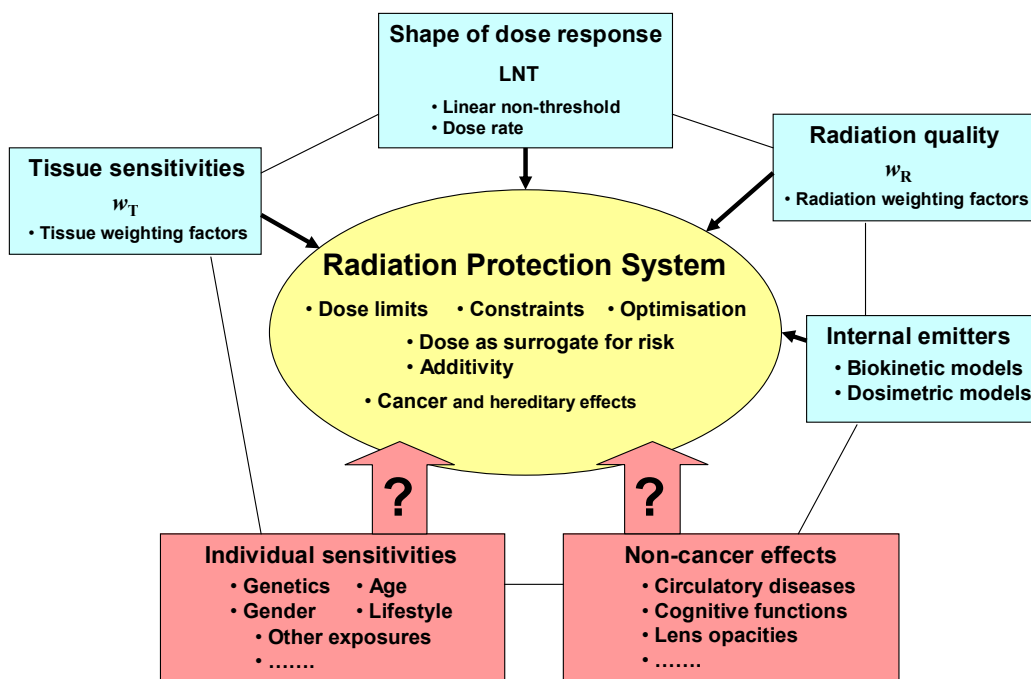 Shape of dose response
LNT
• Linear non-threshold
• Dose rate
Tissue sensitivities
wT
• Tissue weighting factors
Radiation quality
wR
• Radiation weighting factors
Radiation Protection System
• Dose limits • Constraints • Optimisation
• Dose as surrogate for risk
• Additivity
• Cancer and hereditary effects
Internal emitters
• Biokinetic models
• Dosimetric models
?
?
Individual sensitivities
• Genetics • Age
• Gender • Lifestyle
• Other exposures
• …….
Non-cancer effects
• Circulatory diseases
• Cognitive functions
• Lens opacities
• …….